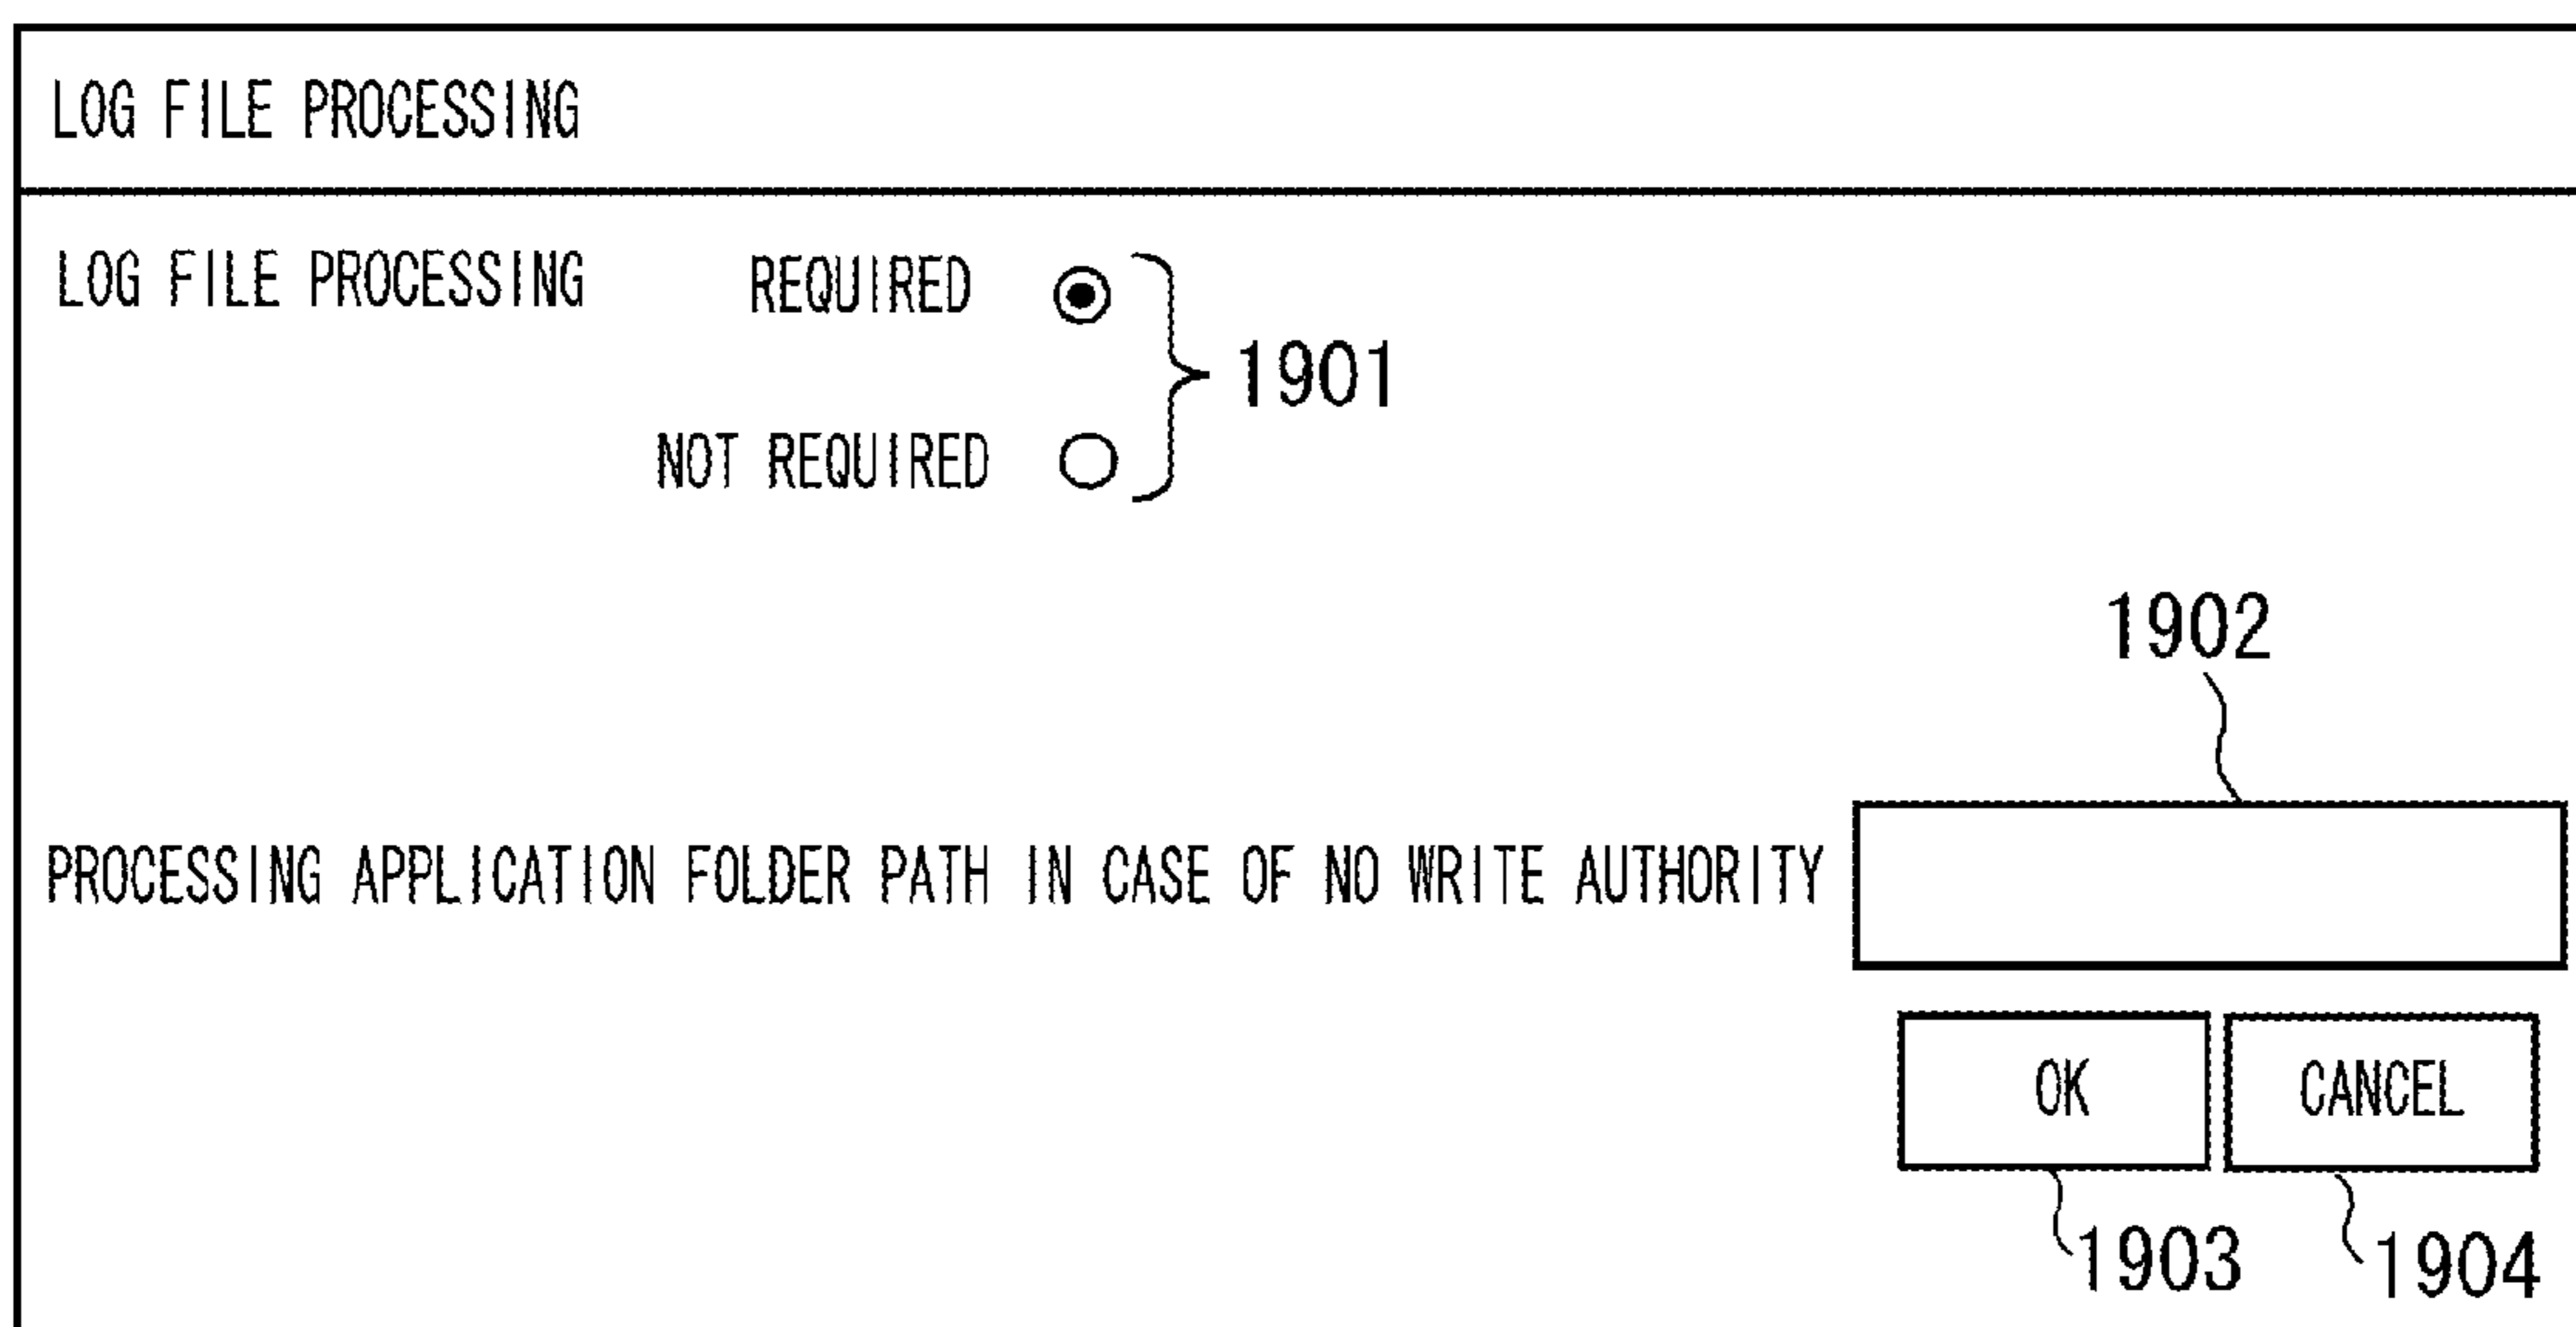 LOG FILE PROCESSING
LOG FILE PROCESSING REQUIRED
1901
NOT REQUIRED
1902
PROCESSING APPLICATION FOLDER PATH IN CASE OF NO WRITE AUTHORITY
OK CANCEL
1903 1904